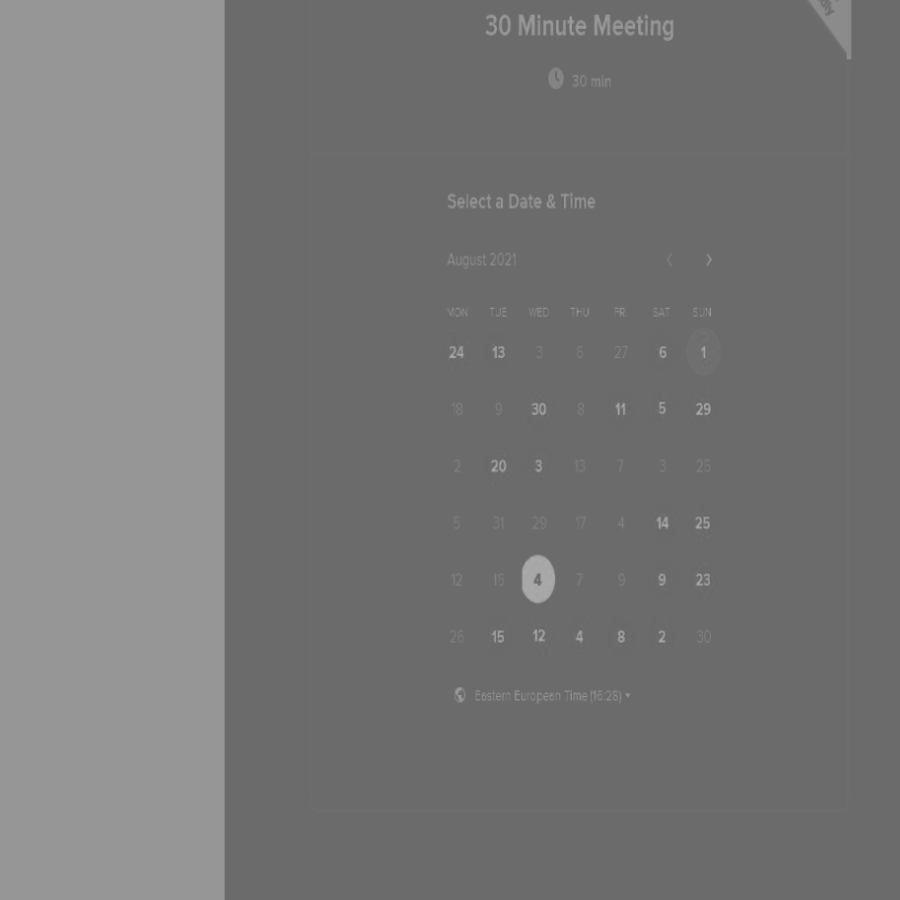 30 Minute Meeting
30 min
Select a Date & Time
August 2021
MON TUE WED THU FRI SAT SUN
24 13 3 6 27 6 1
18 9 30 8 11 5 29
2 20 3 13 7 3 25
5 31 29 17 4 14 25
12 15 4 7 9 9 23
26 15 12 4 8 2 30
Eastern European Time (16:28)